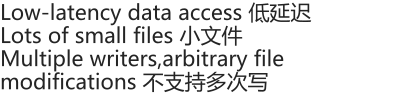 Low-latency data access 低延迟
Lots of small files 小文件
Multiple writers,arbitrary file
modifications 不支持多次写